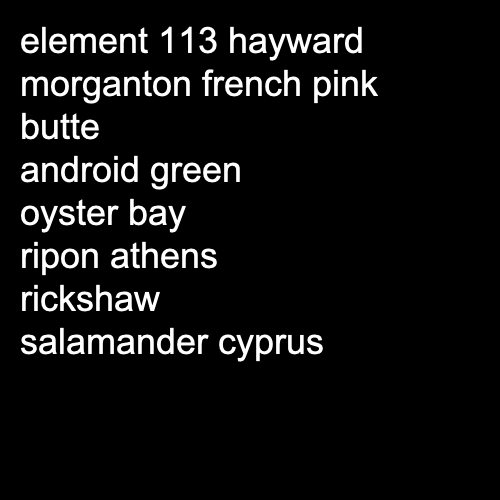 element 113 hayward
morganton french pink
butte
android green
oyster bay
ripon athens
rickshaw
salamander cyprus